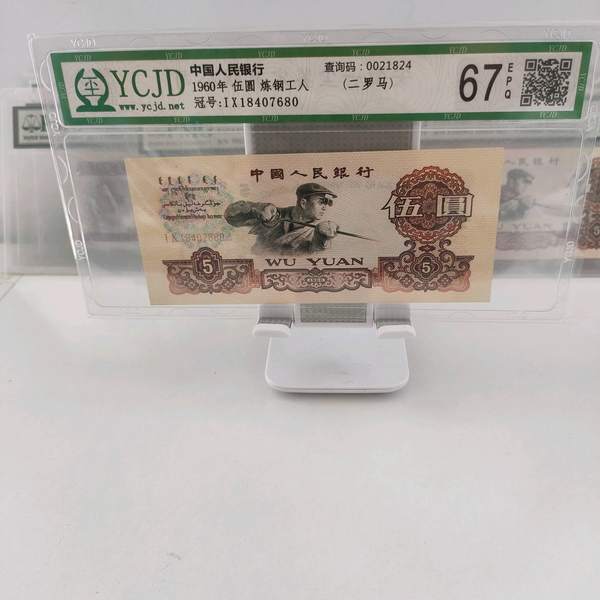 YCJD
www.ycjd.net
中国人民银行
1960年 伍圆 炼钢工人
冠号:IX18407680
查询码：0021824
（二罗马）
67
EPQ
中國人民銀行
IX18407680
伍圓
WU YUAN
5
5
1960